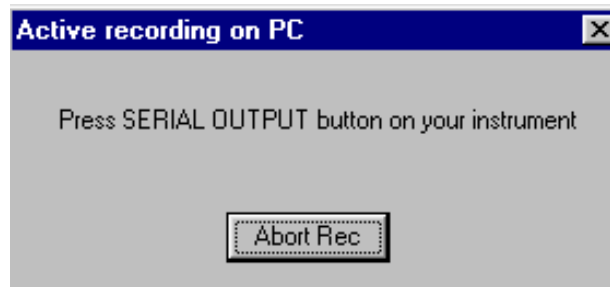 Active recording on PC
Press SERIAL OUTPUT button on your instrument
Abort Rec